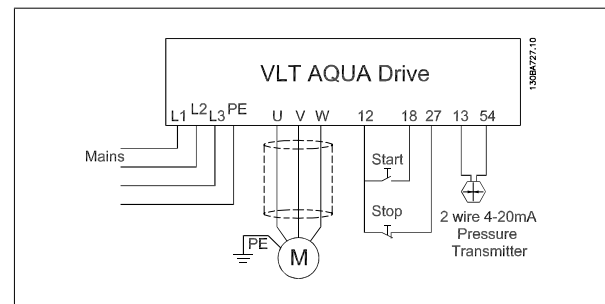 130BA727.10
VLT AQUA Drive
L1 L2 L3 PE U V W 12 18 27 13 54
Mains
Start
Stop
2 wire 4-20mA
Pressure
Transmitter
PE
M